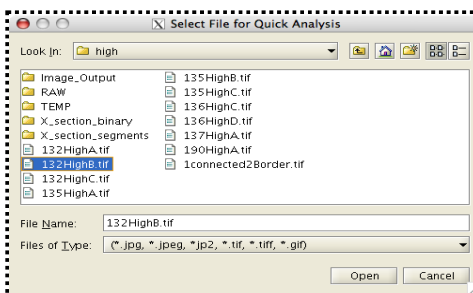 Select File for Quick Analysis
Look In: high
Image_Output
RAW
TEMP
X_section_binary
X_section_segments
132HighA.tif
132HighB.tif
132HighC.tif
135HighA.tif
135HighB.tif
135HighC.tif
136HighC.tif
136HighD.tif
137HighA.tif
190HighA.tif
1connected2Border.tif
File Name: 132HighB.tif
Files of Type: (*.jpg, *.jpeg, *jp2, *.tif, *.tiff, *.gif)
Open Cancel